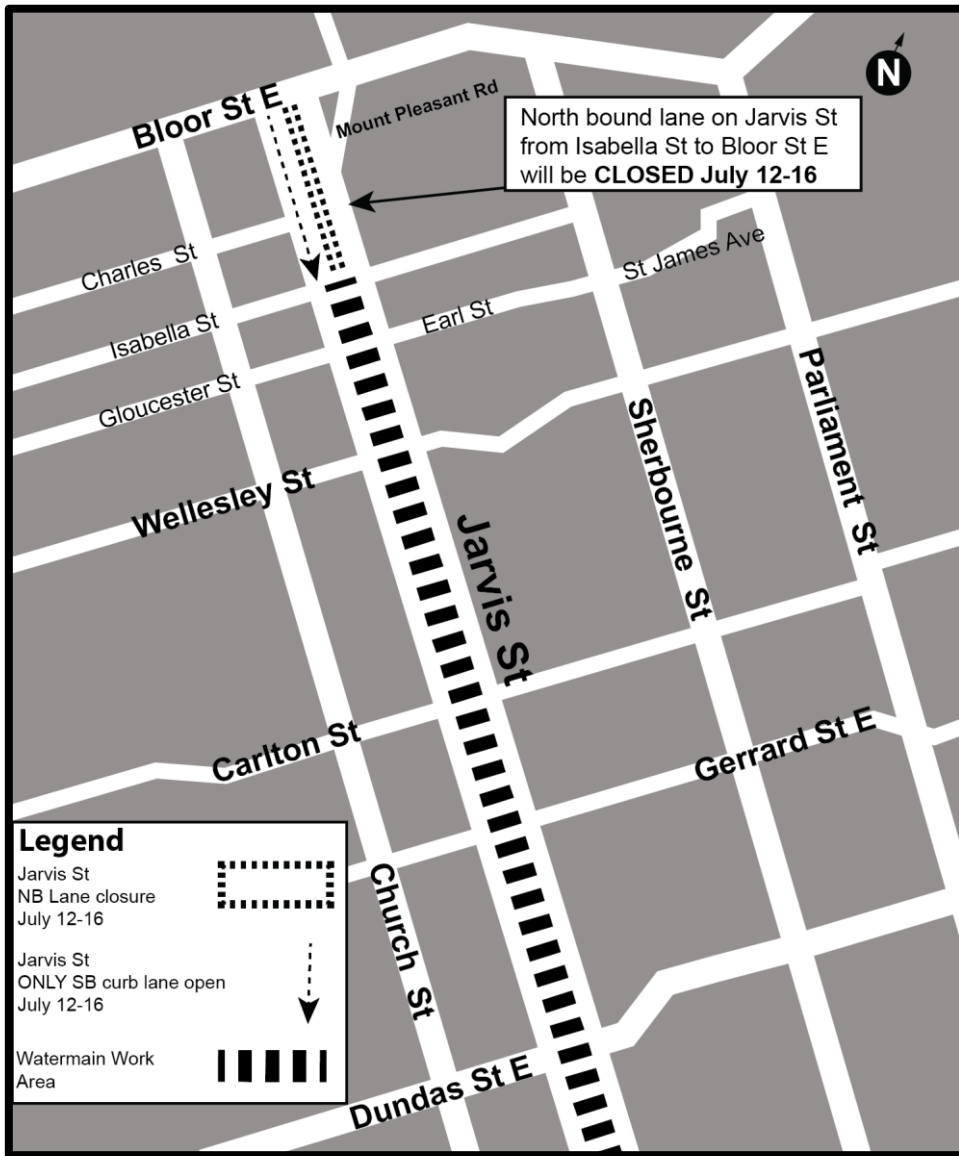 N
Bloor St E
Mount Pleasant Rd
North bound lane on Jarvis St
from Isabella St to Bloor St E
will be CLOSED July 12-16
Charles St
St James Ave
Isabella St
Earl St
Gloucester St
Wellesley St
Sherbourne St
Parliament St
Jarvis St
Carlton St
Gerrard St E
Church St
Dundas St E
Legend
Jarvis St
NB Lane closure
July 12-16
Jarvis St
ONLY SB curb lane open
July 12-16
Watermain Work
Area